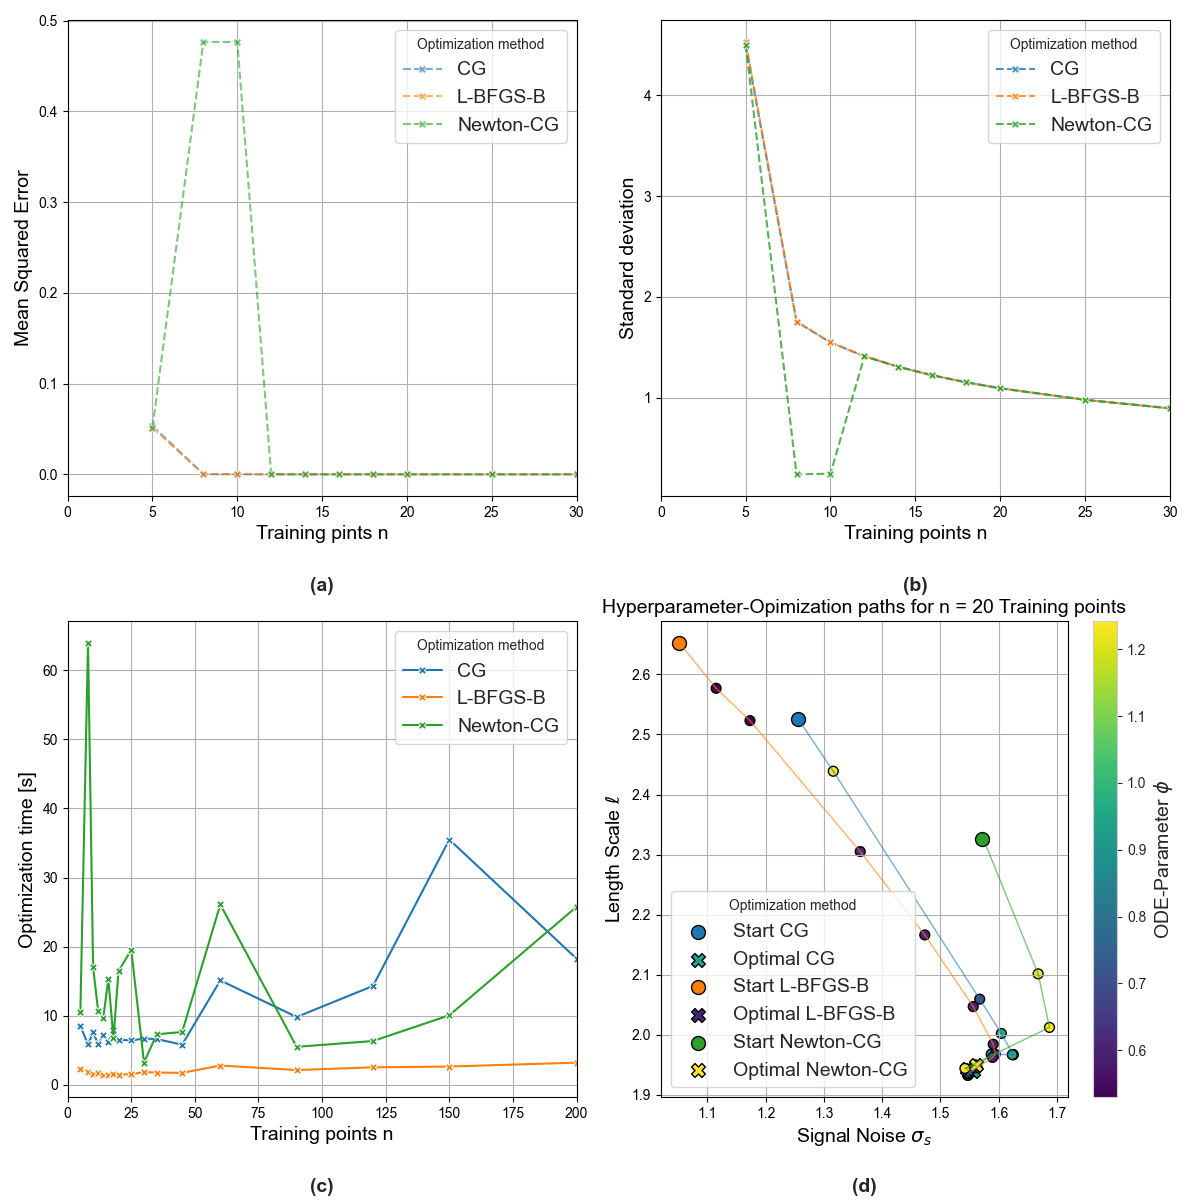 0.5
0.4
0.3
0.2
0.1
0.0
Mean Squared Error
0 5 10 15 20 25 30
Training pints n
Optimization method
CG
L-BFGS-B
Newton-CG
(a)
4
3
2
1
Standard deviation
0 5 10 15 20 25 30
Training points n
Optimization method
CG
L-BFGS-B
Newton-CG
(b)
60
50
40
30
20
10
0
Optimization time [s]
0 25 50 75 100 125 150 175 200
Training points n
Optimization method
CG
L-BFGS-B
Newton-CG
(c)
Hyperparameter-Opimization paths for n = 20 Training points
2.6
2.5
2.4
2.3
2.2
2.1
2.0
1.9
Length Scale ℓ
1.1 1.2 1.3 1.4 1.5 1.6 1.7
Signal Noise σₛ
Optimization method
Start CG
Optimal CG
Start L-BFGS-B
Optimal L-BFGS-B
Start Newton-CG
Optimal Newton-CG
1.2
1.1
1.0
0.9
0.8
0.7
0.6
ODE-Parameter ϕ
(d)